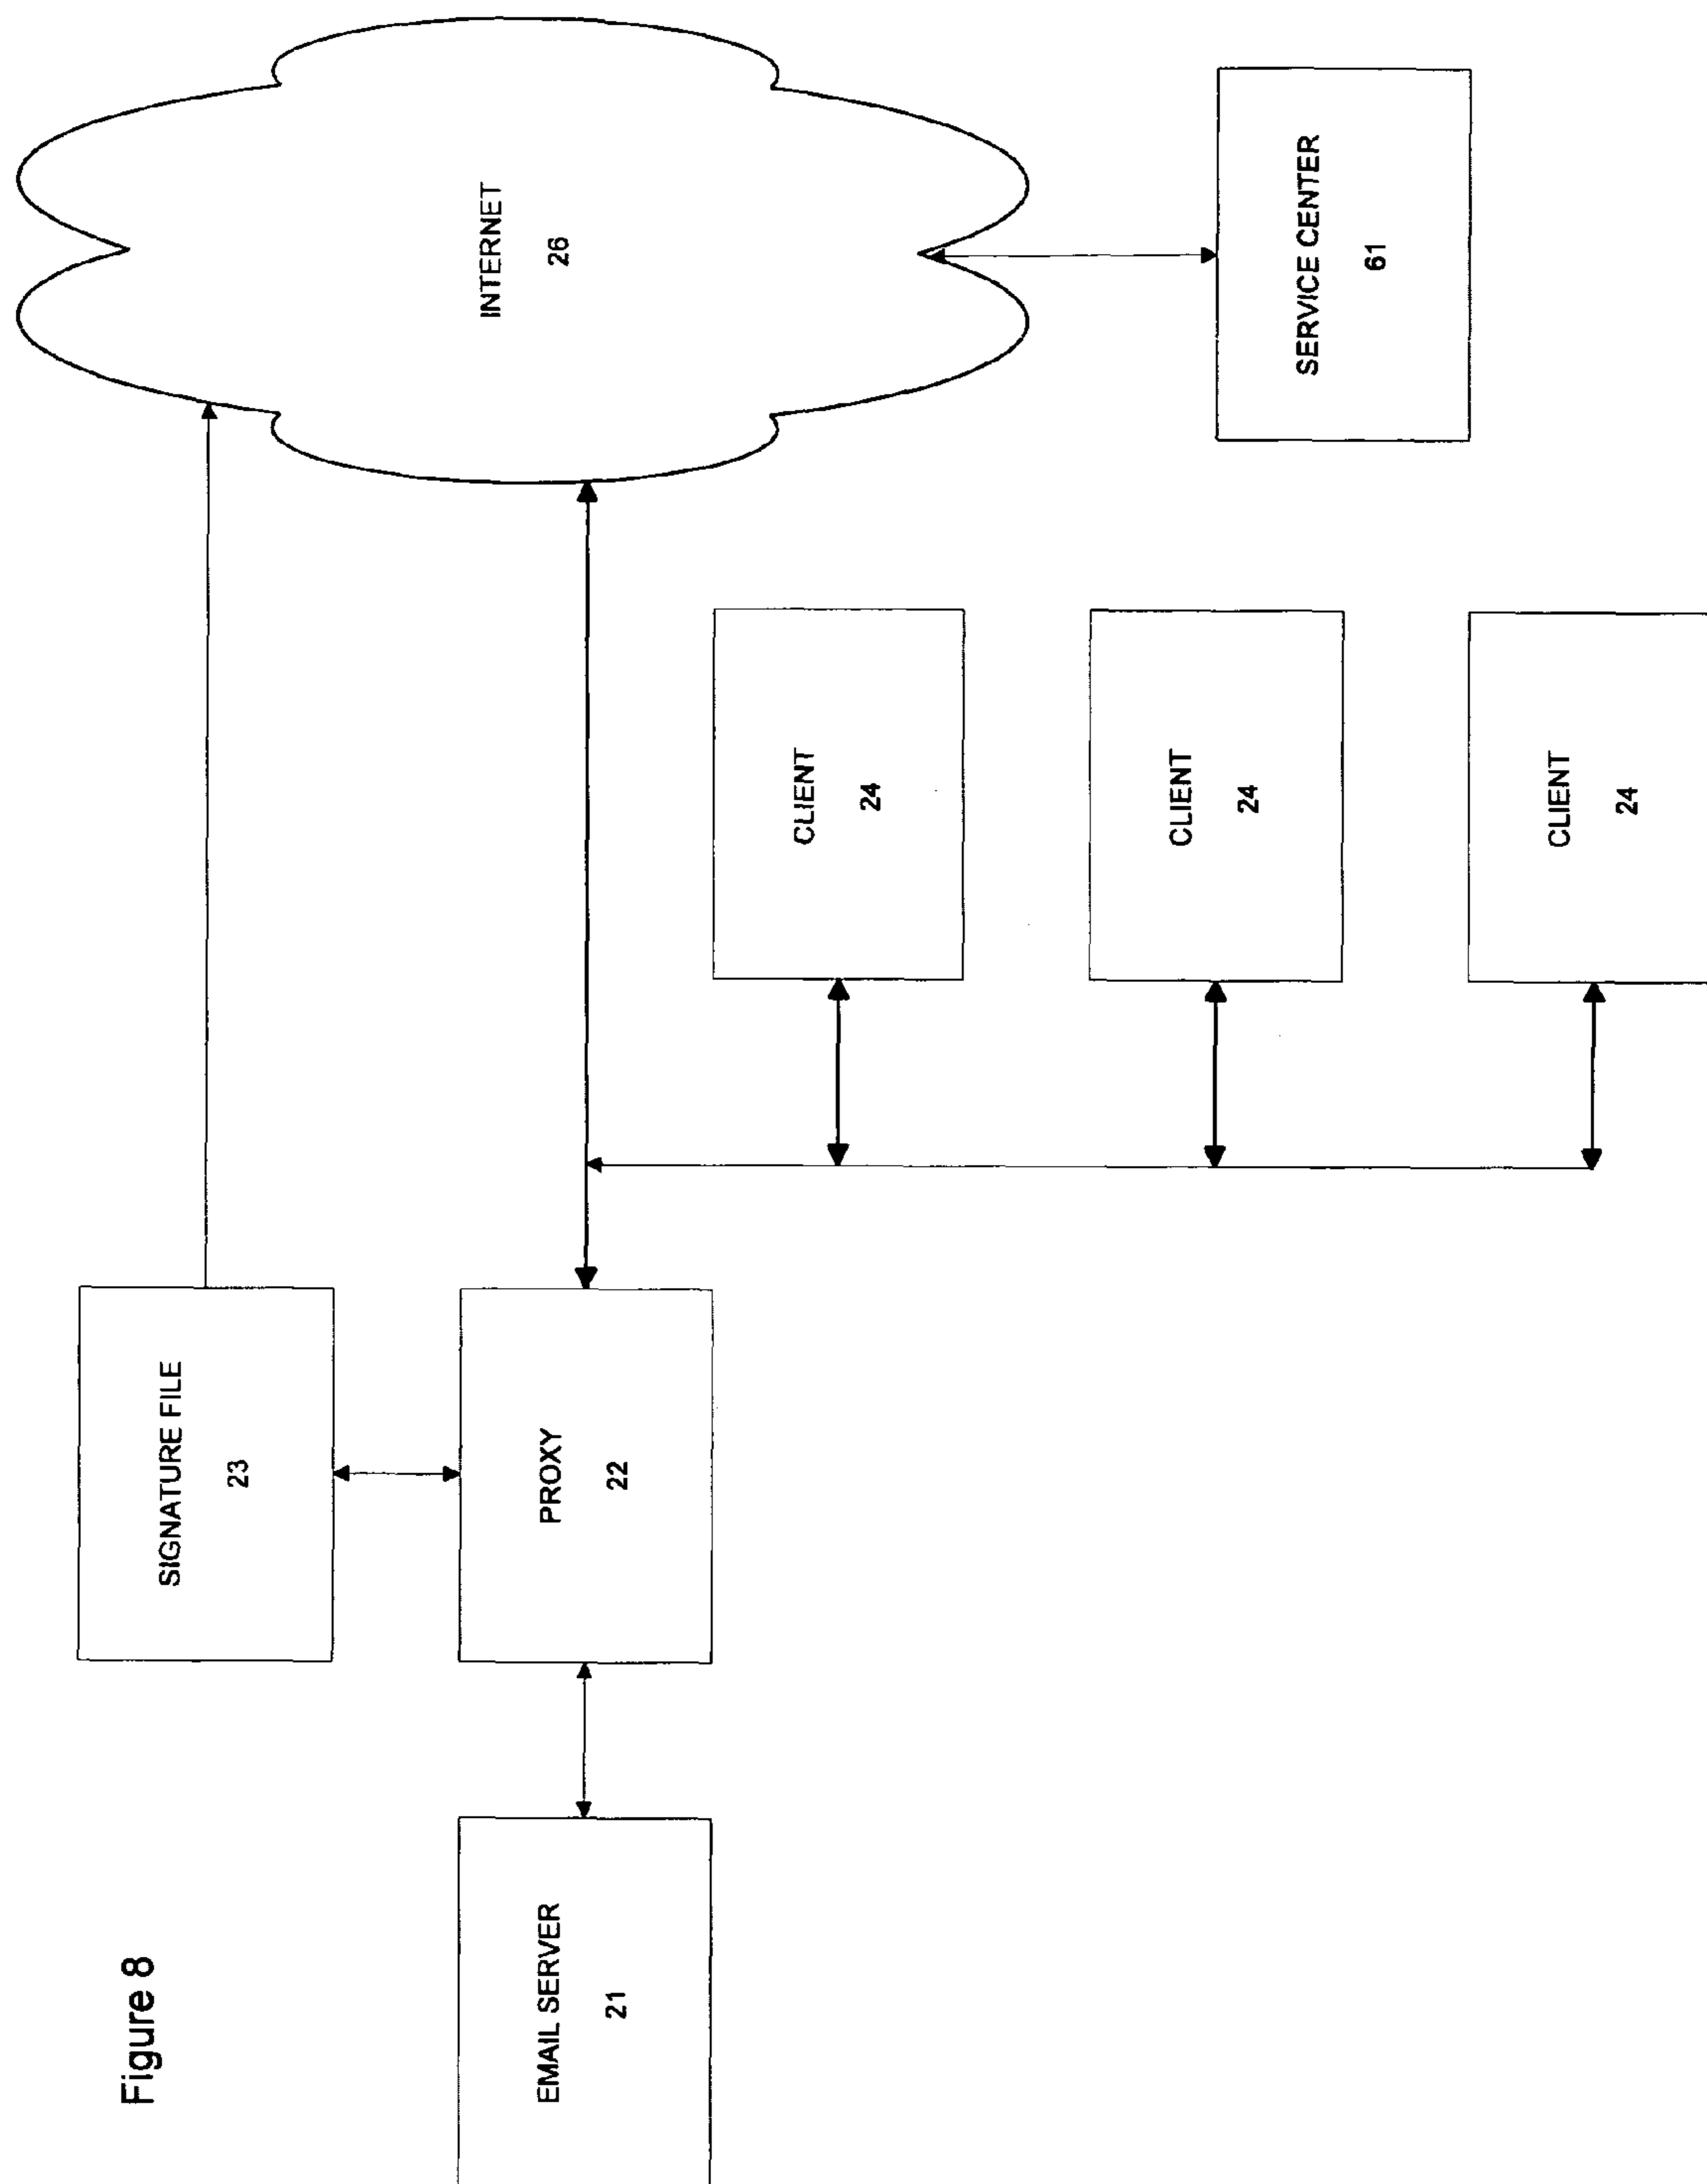 Figure 8
SIGNATURE FILE
23
INTERNET
26
EMAIL SERVER
21
PROXY
22
CLIENT
24
CLIENT
24
CLIENT
24
SERVICE CENTER
61